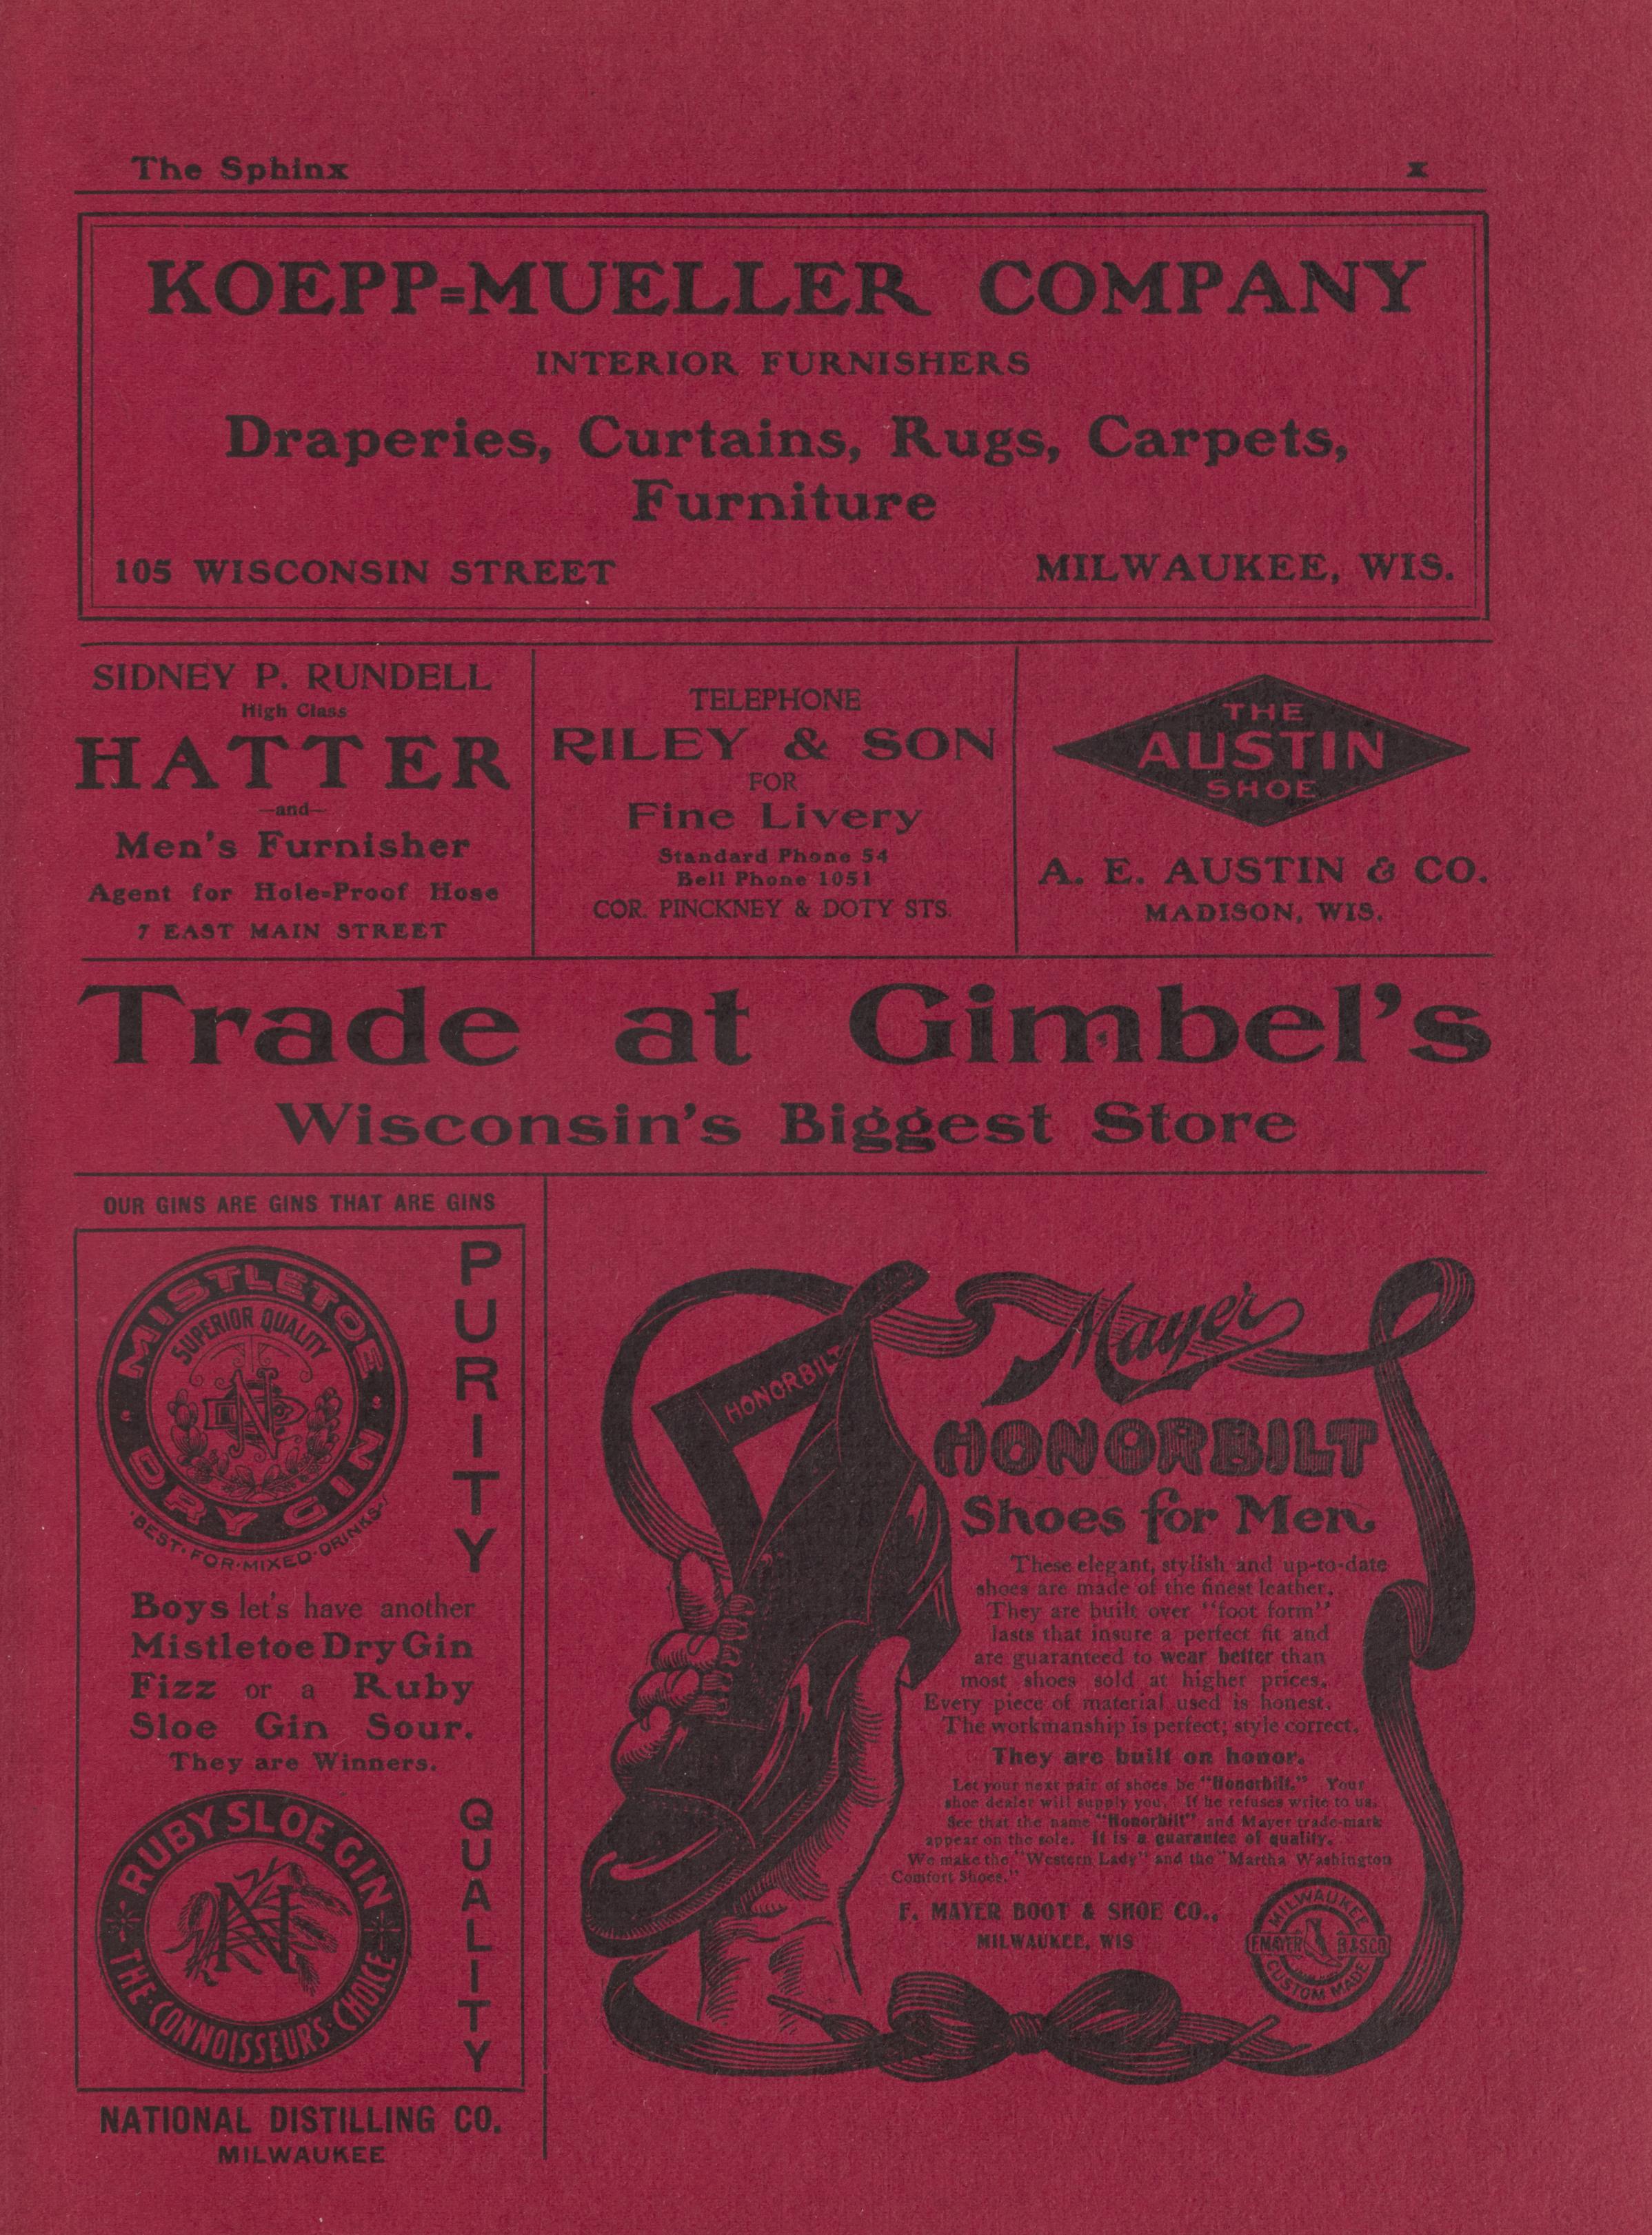 The Sphinx x
KOEPP=MUELLER COMPANY
INTERIOR FURNISHERS
Draperies, Curtains, Rugs, Carpets,
Furniture
105 WISCONSIN STREET MILWAUKEE, WIS.
SIDNEY P. RUNDELL
High Class
HATTER
—and—
Men's Furnisher
Agent for Hole=Proof Hose
7 EAST MAIN STREET
TELEPHONE
RILEY & SON
FOR
Fine Livery
Standard Phone 54
Bell Phone 1051
COR. PINCKNEY & DOTY STS.
THE
AUSTIN
SHOE
A. E. AUSTIN & CO.
MADISON, WIS.
Trade at Gimbel's
Wisconsin's Biggest Store
OUR GINS ARE GINS THAT ARE GINS
MISTLETOE
SUPERIOR QUALITY
N
DRY GIN
BEST·FOR·MIXED·DRINKS
PURITY
Boys let's have another
Mistletoe Dry Gin
Fizz or a Ruby
Sloe Gin Sour.
They are Winners.
RUBY SLOE GIN
N
THE·CONNOISSEUR'S·CHOICE
QUALITY
NATIONAL DISTILLING CO.
MILWAUKEE
HONORBILT
Mayer
HONORBILT
Shoes for Men
These elegant, stylish and up-to-date
shoes are made of the finest leather.
They are built over "foot form"
lasts that insure a perfect fit and
are guaranteed to wear better than
most shoes sold at higher prices.
Every piece of material used is honest.
The workmanship is perfect; style correct.
They are built on honor.
Let your next pair of shoes be "Honorbilt." Your
shoe dealer will supply you. If he refuses write to us.
See that the name "Honorbilt" and Mayer trade-mark
appear on the sole. It is a guarantee of quality.
We make the "Western Lady" and the "Martha Washington
Comfort Shoes."
F. MAYER BOOT & SHOE CO.,
MILWAUKEE, WIS
MILWAUKEE
F.MAYER B.&S.CO
CUSTOM MADE